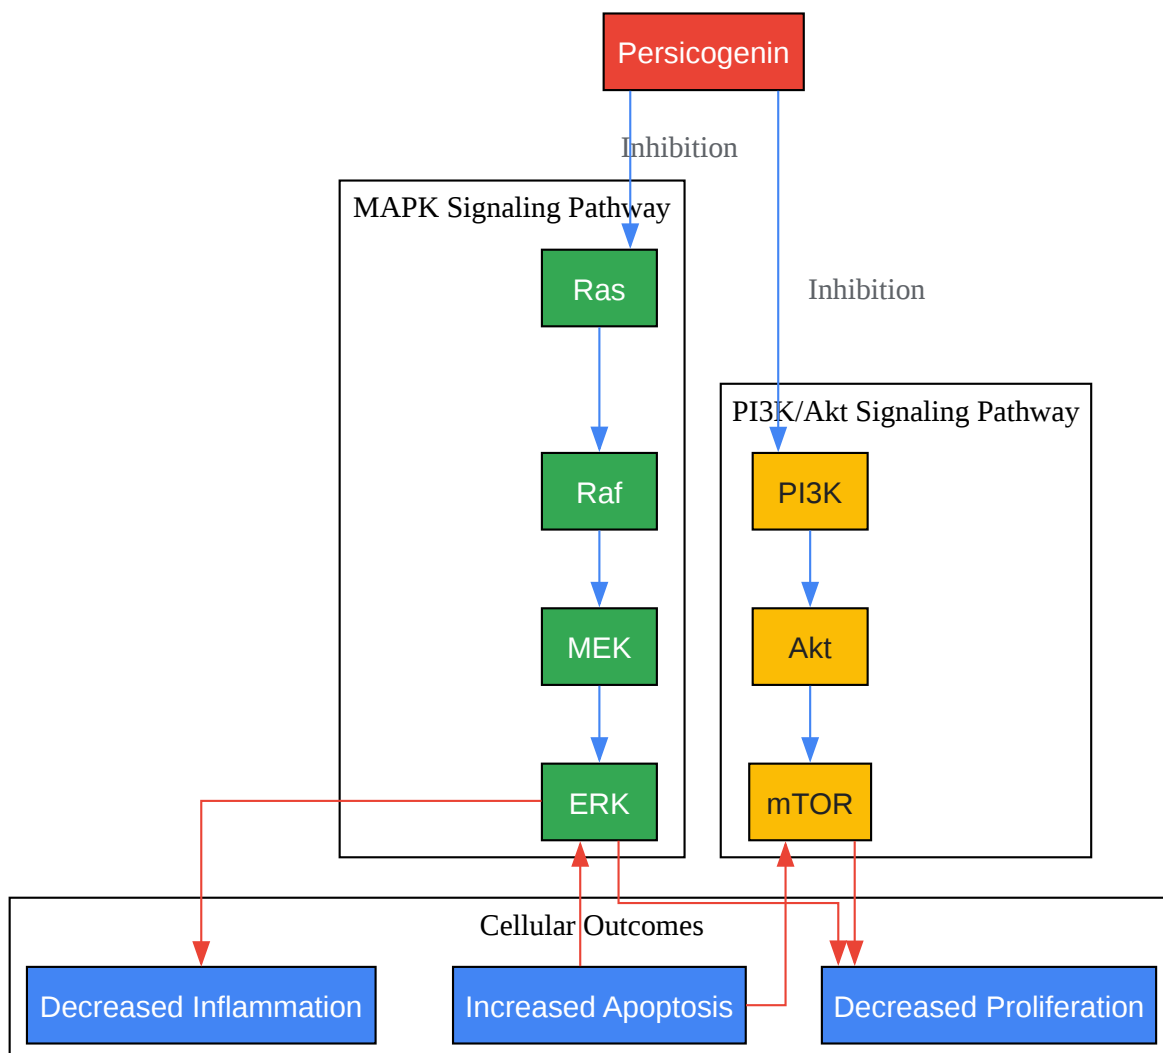 Persicogenin
Inhibition
MAPK Signaling Pathway
Ras
Inhibition
PI3K/Akt Signaling Pathway
Raf
PI3K
MEK
Akt
ERK
mTOR
Cellular Outcomes
Decreased Inflammation
Increased Apoptosis
Decreased Proliferation